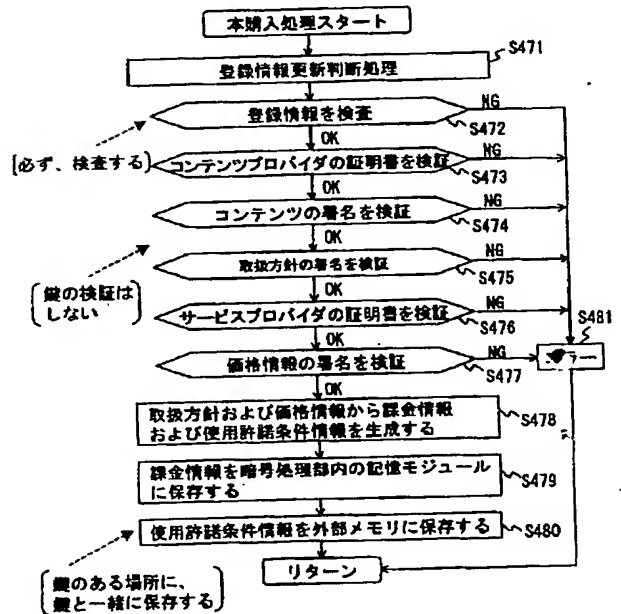 本購入処理スタート
登録情報更新判断処理
S471
登録情報を検査
NG
S472
OK
[必ず、検査する]
コンテンツプロバイダの証明書を検証
NG
S473
OK
コンテンツの署名を検証
NG
S474
OK
取扱方針の署名を検証
NG
S475
OK
[鍵の検証は
しない]
サービスプロバイダの証明書を検証
NG
S476
OK
価格情報の署名を検証
NG
S477
OK
S481
ラー
取扱方針および価格情報から課金情報
および使用許諾条件情報を生成する
S478
課金情報を暗号処理部内の記憶モジュール
に保存する
S479
使用許諾条件情報を外部メモリに保存する
S480
[鍵のある場所に、
鍵と一緒に保存する]
リターン